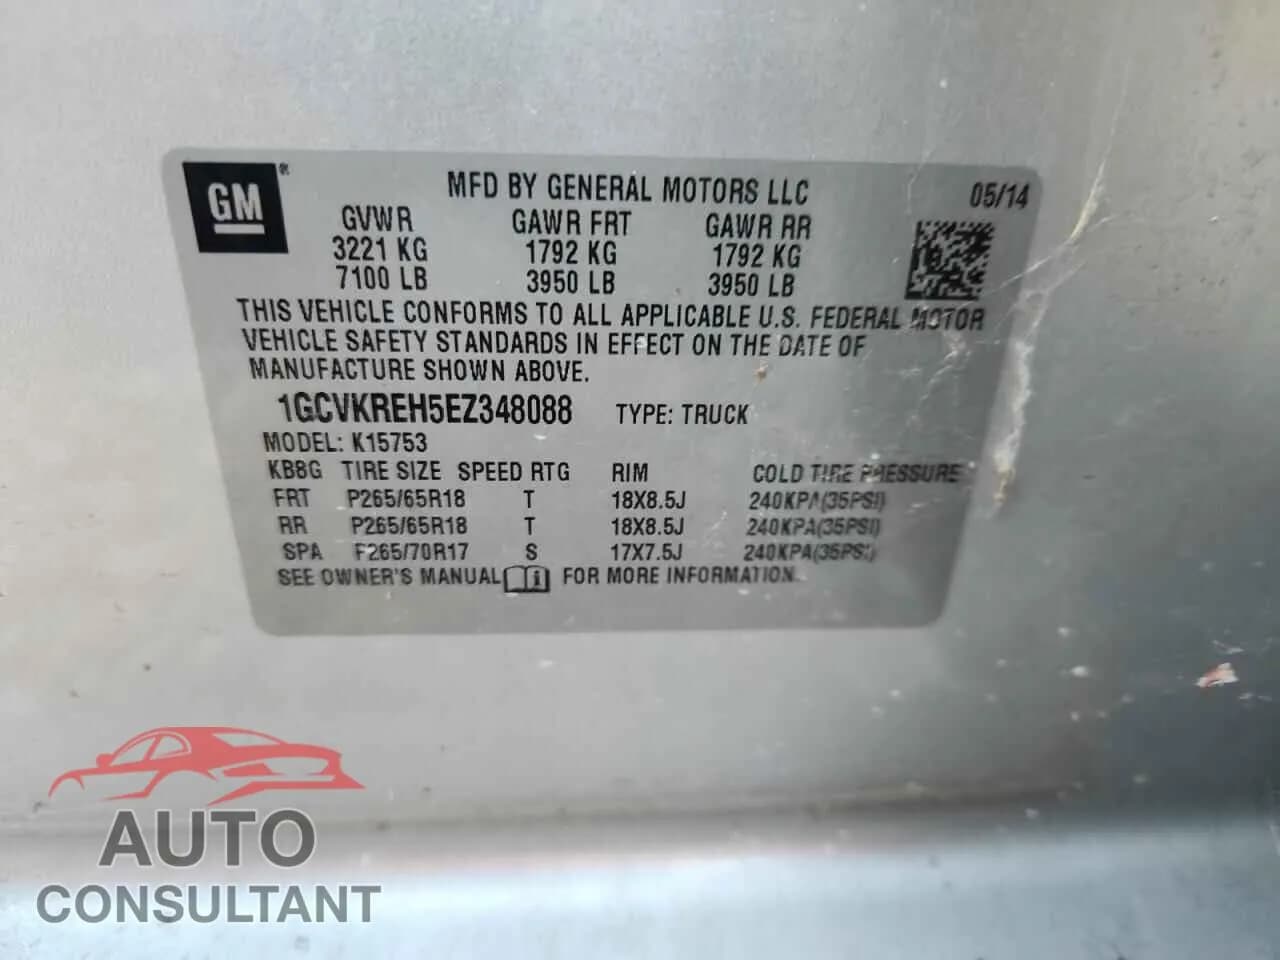 GM®
MFD BY GENERAL MOTORS LLC 05/14
GVWR GAWR FRT GAWR RR
3221 KG 1792 KG 1792 KG
7100 LB 3950 LB 3950 LB
THIS VEHICLE CONFORMS TO ALL APPLICABLE U.S. FEDERAL MOTOR
VEHICLE SAFETY STANDARDS IN EFFECT ON THE DATE OF
MANUFACTURE SHOWN ABOVE.
1GCVKREH5EZ348088 TYPE: TRUCK
MODEL: K15753
KB8G TIRE SIZE SPEED RTG RIM COLD TIRE PRESSURE
FRT P265/65R18 T 18X8.5J 240KPA(35PSI)
RR P265/65R18 T 18X8.5J 240KPA(35PSI)
SPA P265/70R17 S 17X7.5J 240KPA(35PSI)
SEE OWNER'S MANUAL i FOR MORE INFORMATION.
AUTO
CONSULTANT